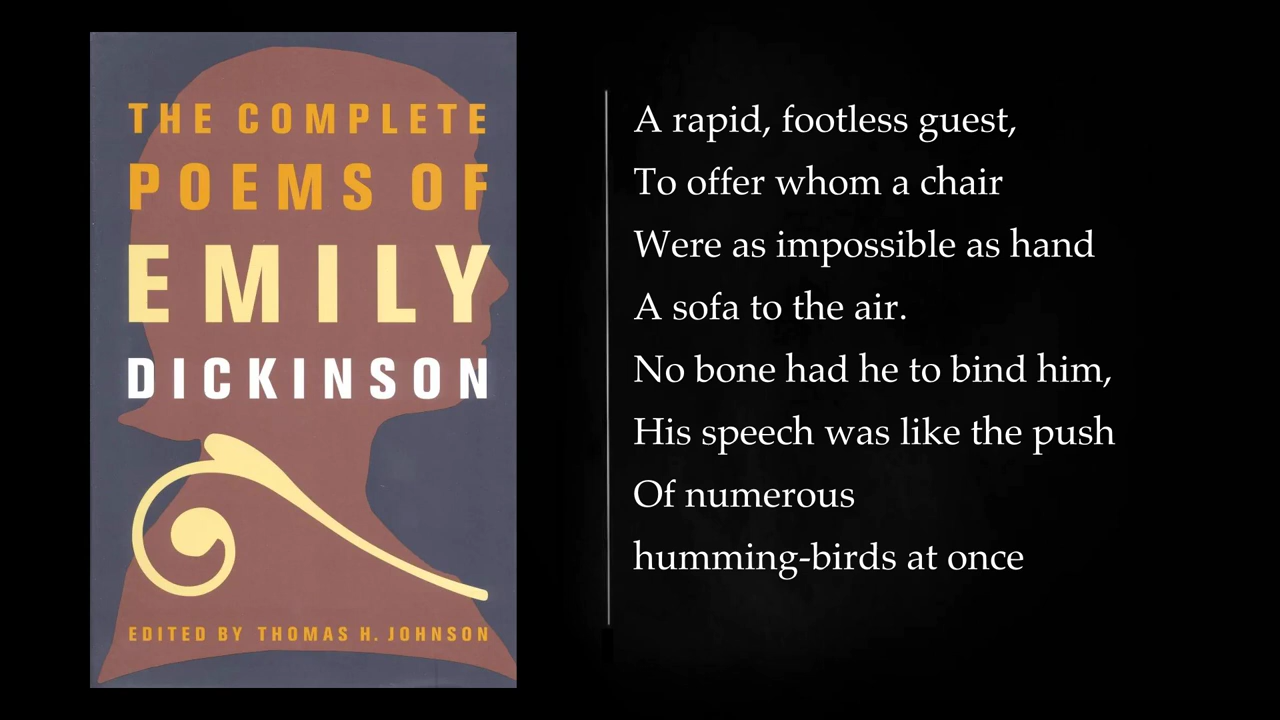 THE COMPLETE
POEMS OF
EMILY
DICKINSON
EDITED BY THOMAS H. JOHNSON
A rapid, footless guest,
To offer whom a chair
Were as impossible as hand
A sofa to the air.
No bone had he to bind him,
His speech was like the push
Of numerous
humming-birds at once